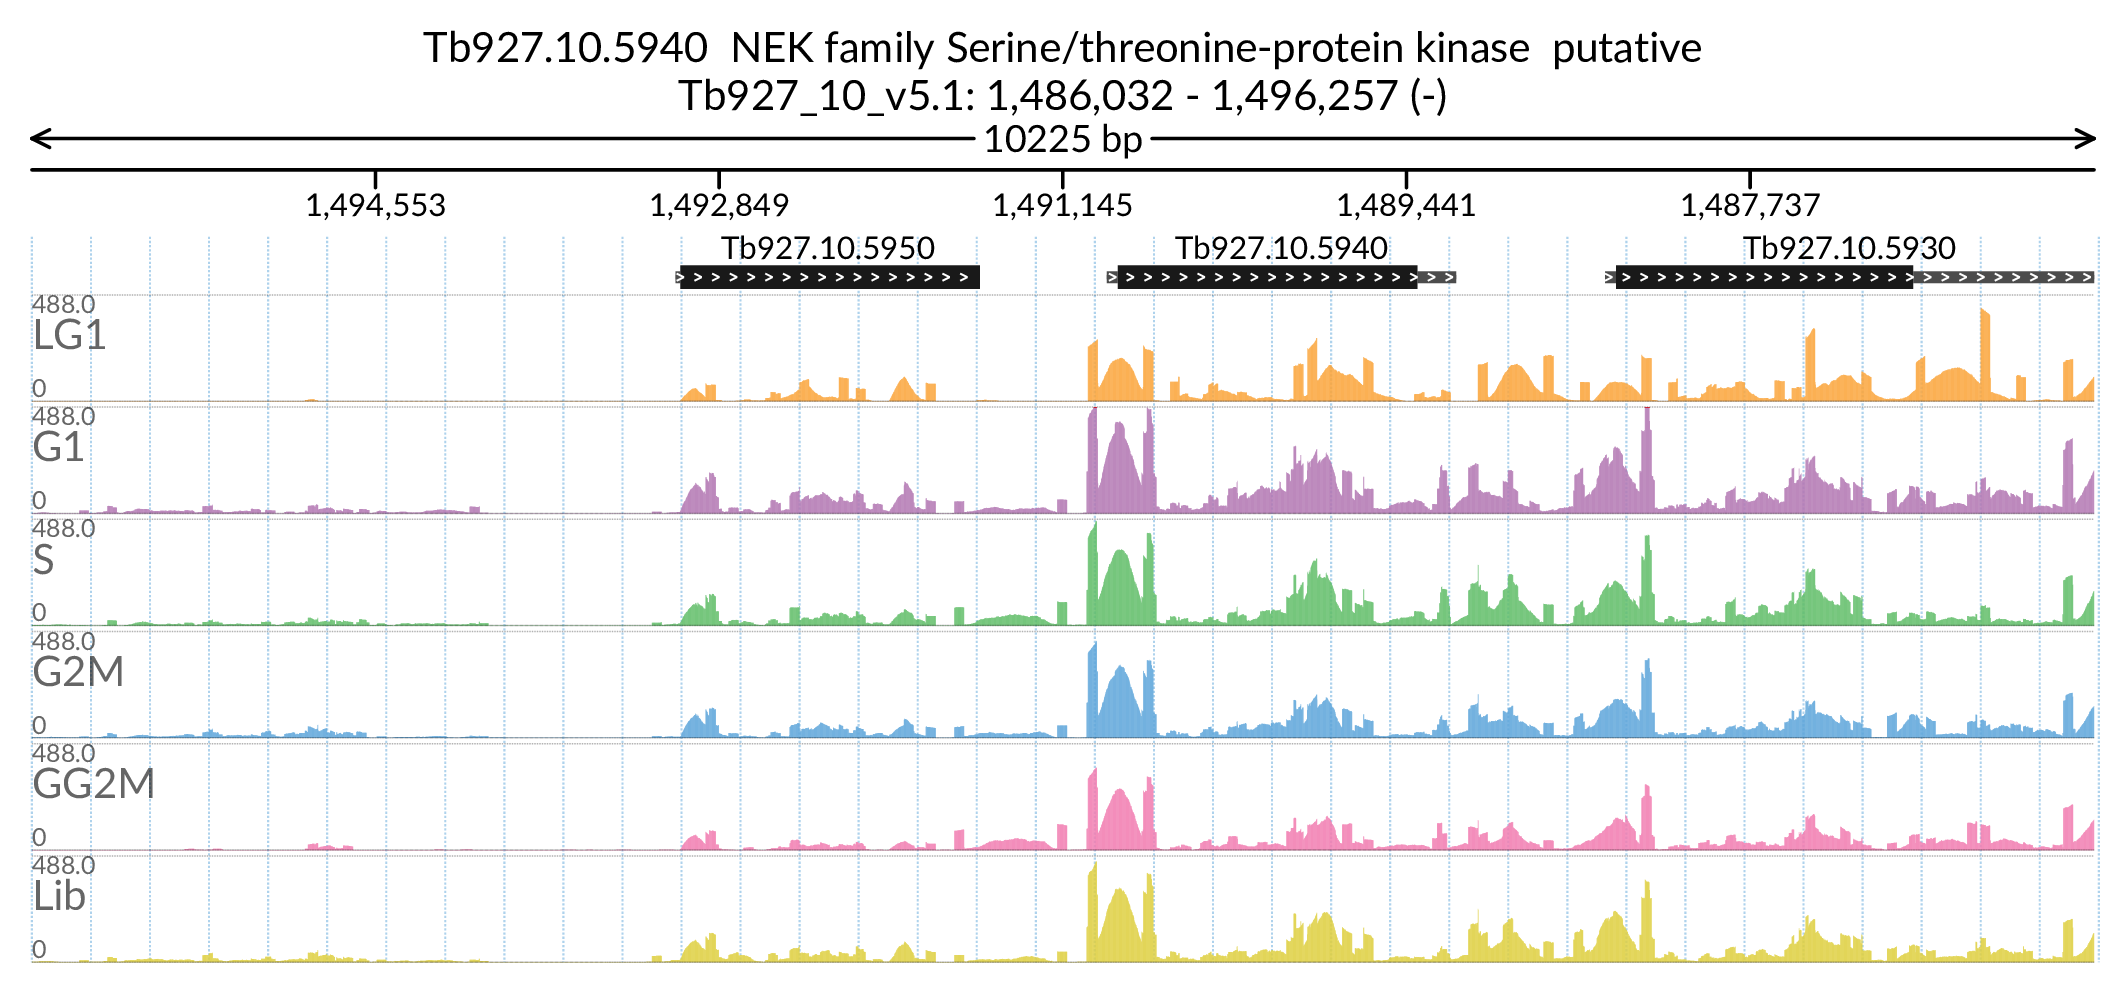 Tb927.10.5940  NEK family Serine/threonine-protein kinase  putative
Tb927_10_v5.1: 1,486,032 - 1,496,257 (-)
10225 bp
1,494,553 1,492,849 1,491,145 1,489,441 1,487,737
Tb927.10.5950 Tb927.10.5940 Tb927.10.5930
488.0
LG1
0
488.0
G1
0
488.0
S
0
488.0
G2M
0
488.0
GG2M
0
488.0
Lib
0